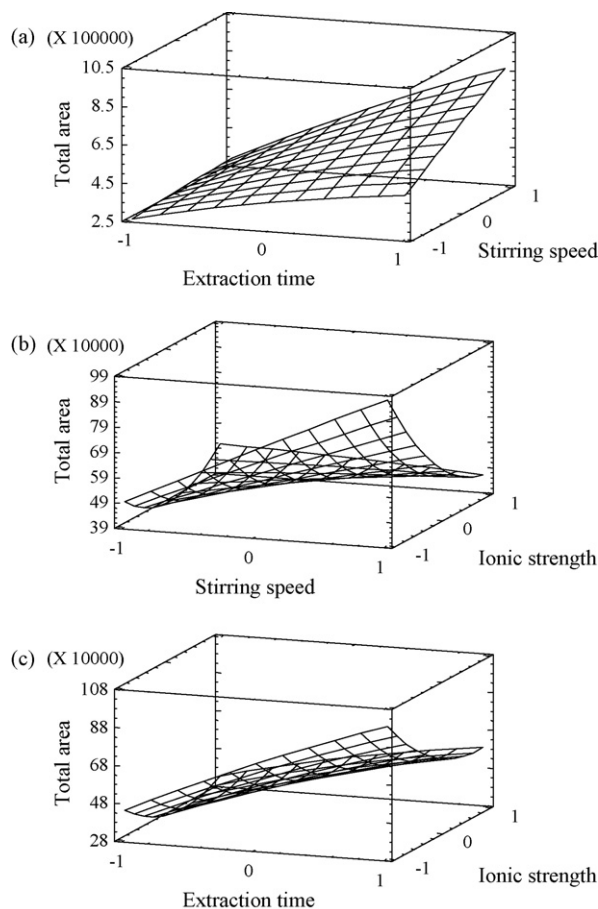 (a) (X 100000)
10.5
8.5
6.5
4.5
2.5
Total area
-1
0
1
Extraction time
-1
0
1
Stirring speed
(b) (X 10000)
99
89
79
69
59
49
39
Total area
-1
0
1
Stirring speed
-1
0
1
Ionic strength
(c) (X 10000)
108
88
68
48
28
Total area
-1
0
1
Extraction time
-1
0
1
Ionic strength